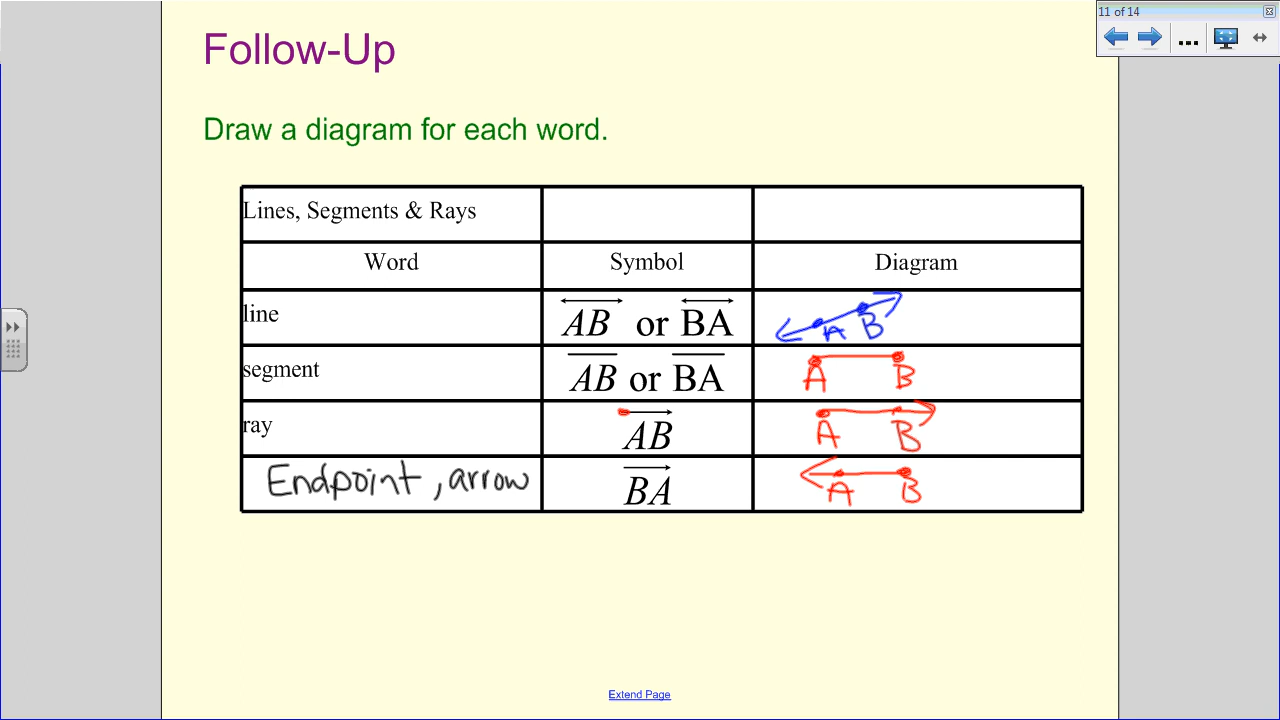 11 of 14
Follow-Up
Draw a diagram for each word.
Lines, Segments & Rays
Word Symbol Diagram
line AB or BA A B
segment AB or BA A B
ray AB A B
Endpoint, arrow BA A B
Extend Page